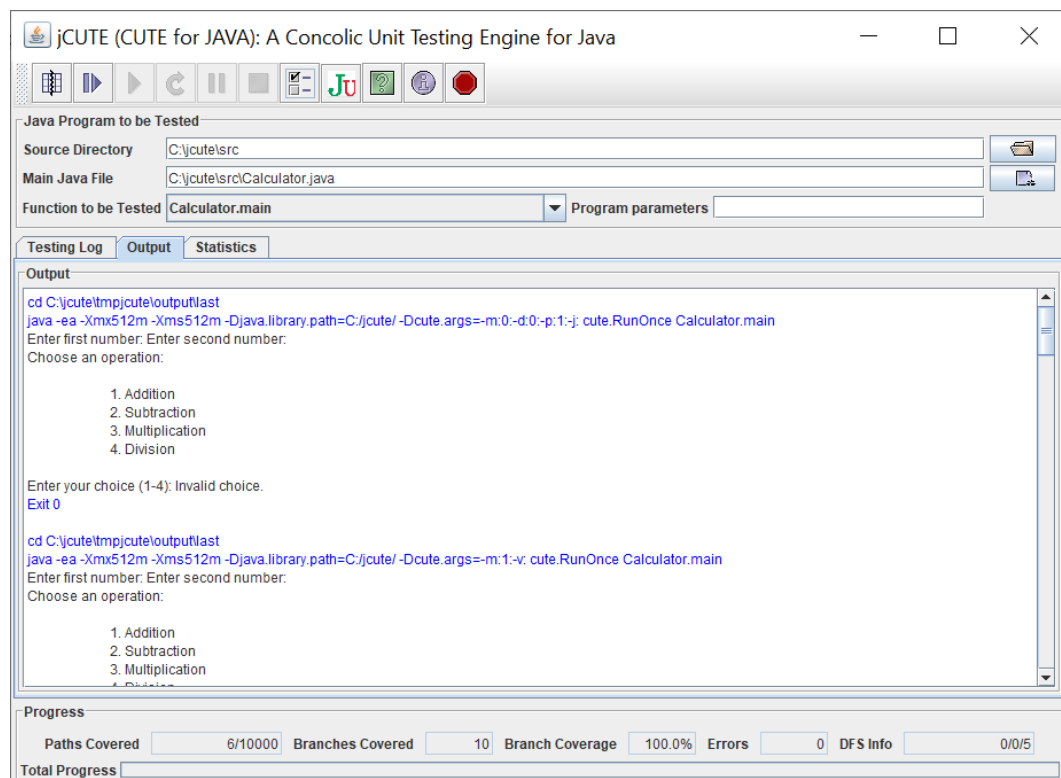 jCUTE (CUTE for JAVA): A Concolic Unit Testing Engine for Java
JU
Java Program to be Tested
Source Directory C:\jcute\src
Main Java File C:\jcute\src\Calculator.java
Function to be Tested Calculator.main Program parameters
Testing Log Output Statistics
Output
cd C:\jcute\tmpjcute\output\last
java -ea -Xmx512m -Xms512m -Djava.library.path=C:/jcute/ -Dcute.args=-m:0:-d:0:-p:1:-j: cute.RunOnce Calculator.main
Enter first number: Enter second number:
Choose an operation:
1. Addition
2. Subtraction
3. Multiplication
4. Division
Enter your choice (1-4): Invalid choice.
Exit 0
cd C:\jcute\tmpjcute\output\last
java -ea -Xmx512m -Xms512m -Djava.library.path=C:/jcute/ -Dcute.args=-m:1:-v: cute.RunOnce Calculator.main
Enter first number: Enter second number:
Choose an operation:
1. Addition
2. Subtraction
3. Multiplication
4. Division
Progress
Paths Covered 6/10000 Branches Covered 10 Branch Coverage 100.0% Errors 0 DFS Info 0/0/5
Total Progress